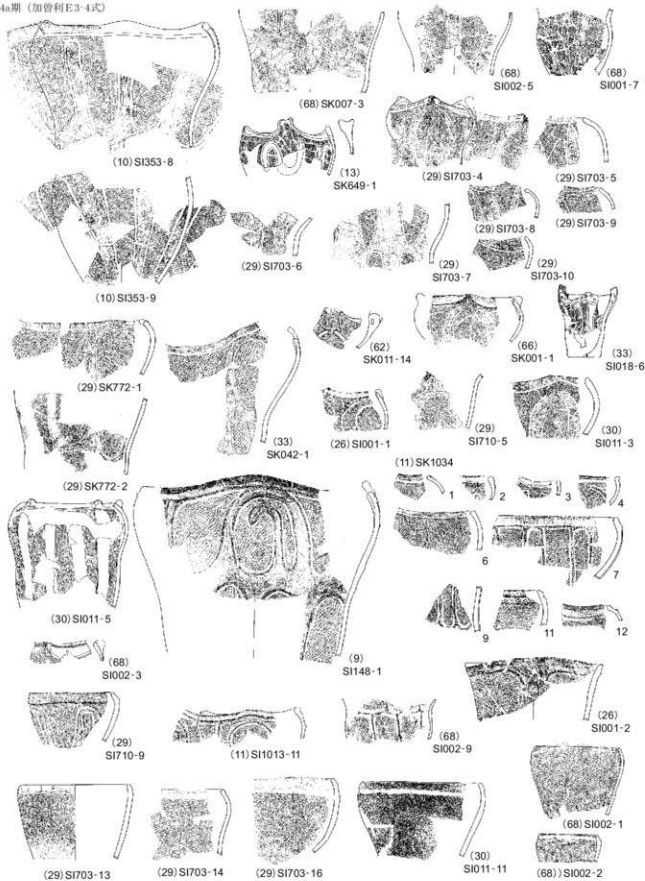 4a期 (加曽利E3-4式)
(10) SI353-8
(68) SK007-3
(68)
SI002-5
(68)
SI001-7
(13)
SK649-1
(29) SI703-4
(29) SI703-5
(29) SI703-8
(29) SI703-9
(10) SI353-9
(29) SI703-6
(29)
SI703-7
(29)
SI703-10
(29) SK772-1
(62)
SK011-14
(66)
SK001-1
(33)
SI018-6
(33)
SK042-1
(26) SI001-1
(29)
SI710-5
(30)
SI011-3
(29) SK772-2
(11) SK1034
1
2
3
4
6
7
(30) SI011-5
9
11
12
(9)
SI148-1
(68)
SI002-3
(29)
SI710-9
(11) SI1013-11
(68)
SI002-9
(26)
SI001-2
(68) SI002-1
(29) SI703-13
(29) SI703-14
(29) SI703-16
(30)
SI011-11
(68)) SI002-2